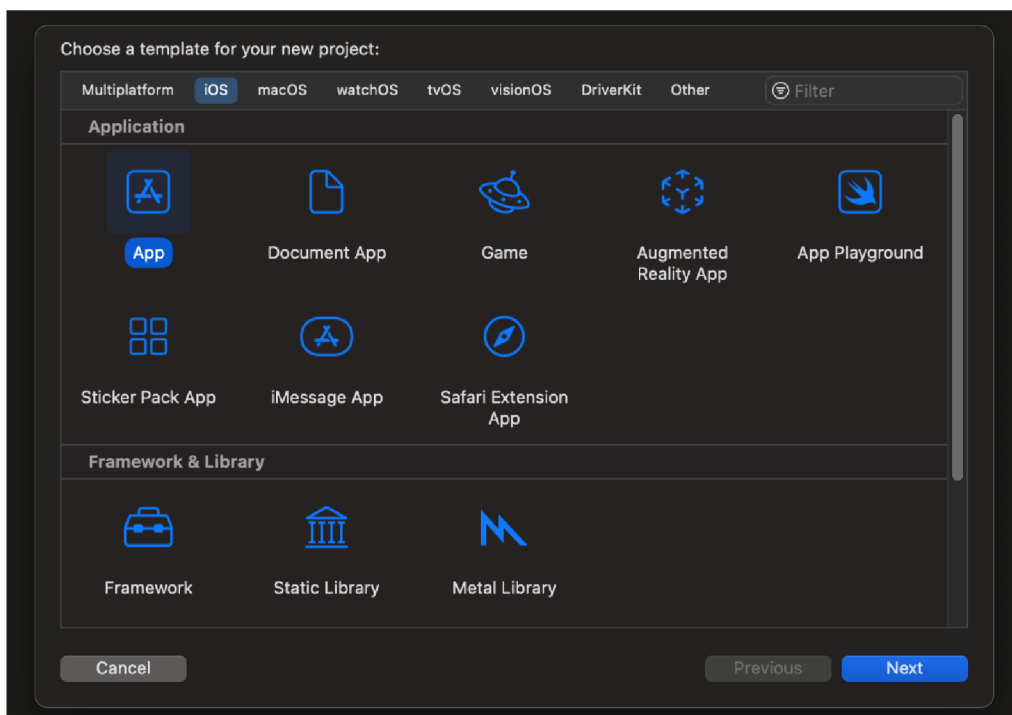 Choose a template for your new project:
Multiplatform iOS macOS watchOS tvOS visionOS DriverKit Other Filter
Application
App Document App Game Augmented Reality App App Playground
Sticker Pack App iMessage App Safari Extension App
Framework & Library
Framework Static Library Metal Library
Cancel Previous Next